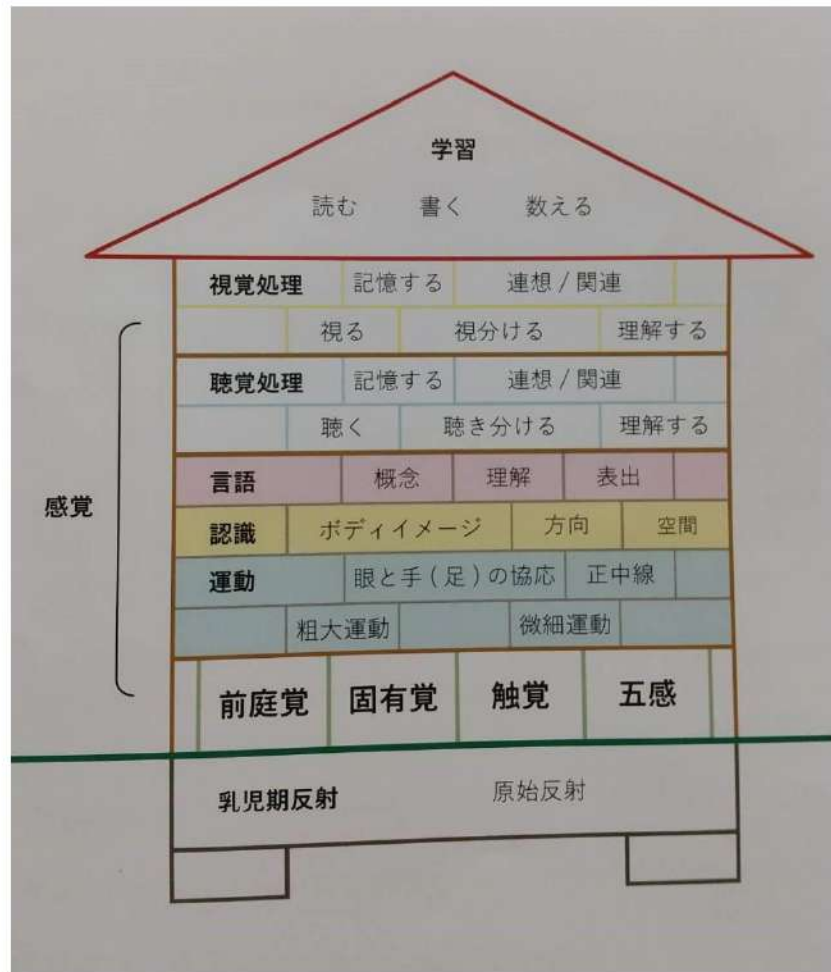 学習
読む 書く 数える
視覚処理 記憶する 連想 / 関連
視る 視分ける 理解する
聴覚処理 記憶する 連想 / 関連
聴く 聴き分ける 理解する
感覚
言語 概念 理解 表出
認識 ボディイメージ 方向 空間
運動 眼と手 ( 足 ) の協応 正中線
粗大運動 微細運動
前庭覚 固有覚 触覚 五感
乳児期反射 原始反射